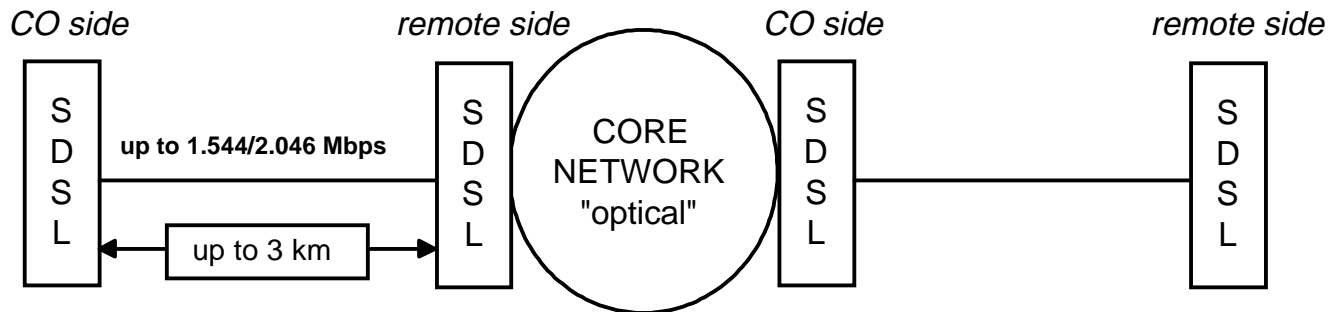 CO side
remote side
CO side
remote side
S
D
S
L
up to 1.544/2.046 Mbps
up to 3 km
S
D
S
L
CORE
NETWORK
"optical"
S
D
S
L
S
D
S
L